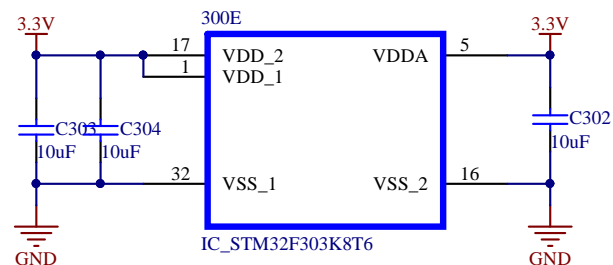 300E
3.3V
3.3V
17 VDD_2 VDDA 5
1 VDD_1
C303 C304 C302
10uF 10uF 10uF
32 VSS_1 VSS_2 16
IC_STM32F303K8T6
GND GND